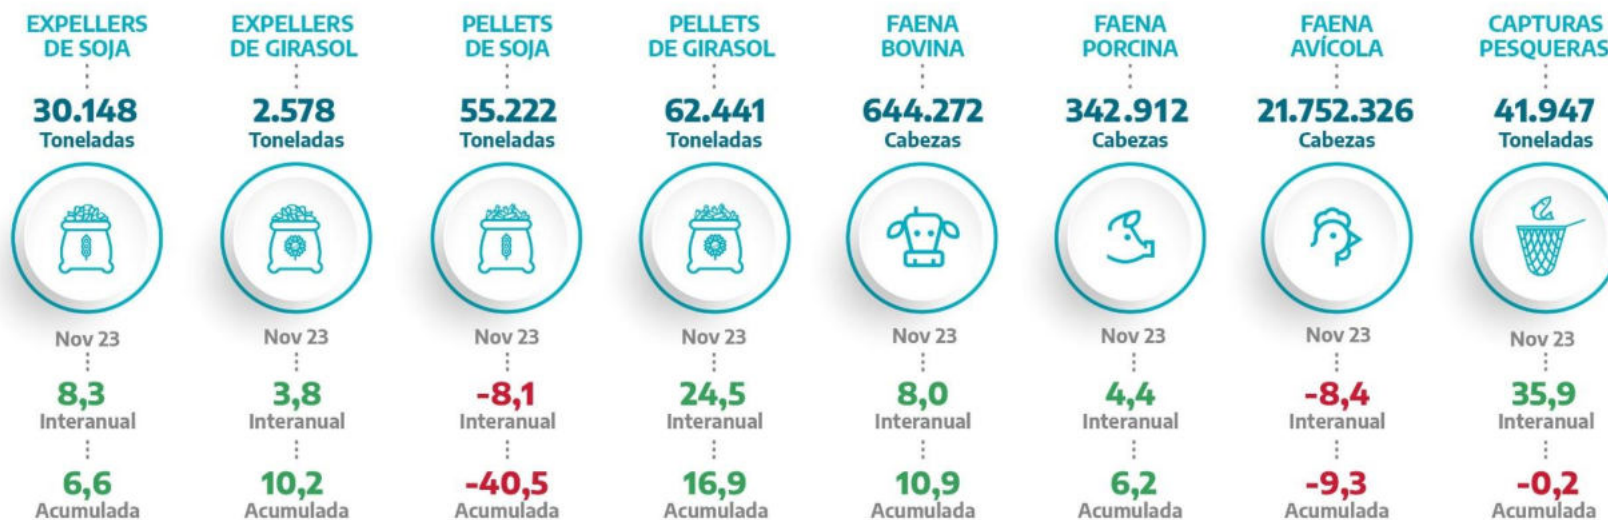 EXPELLERS
DE SOJA
30.148
Toneladas
Nov 23
8,3
Interanual
6,6
Acumulada
EXPELLERS
DE GIRASOL
2.578
Toneladas
Nov 23
3,8
Interanual
10,2
Acumulada
PELLETS
DE SOJA
55.222
Toneladas
Nov 23
-8,1
Interanual
-40,5
Acumulada
PELLETS
DE GIRASOL
62.441
Toneladas
Nov 23
24,5
Interanual
16,9
Acumulada
FAENA
BOVINA
644.272
Cabezas
Nov 23
8,0
Interanual
10,9
Acumulada
FAENA
PORCINA
342.912
Cabezas
Nov 23
4,4
Interanual
6,2
Acumulada
FAENA
AVÍCOLA
21.752.326
Cabezas
Nov 23
-8,4
Interanual
-9,3
Acumulada
CAPTURAS
PESQUERAS
41.947
Toneladas
Nov 23
35,9
Interanual
-0,2
Acumulada